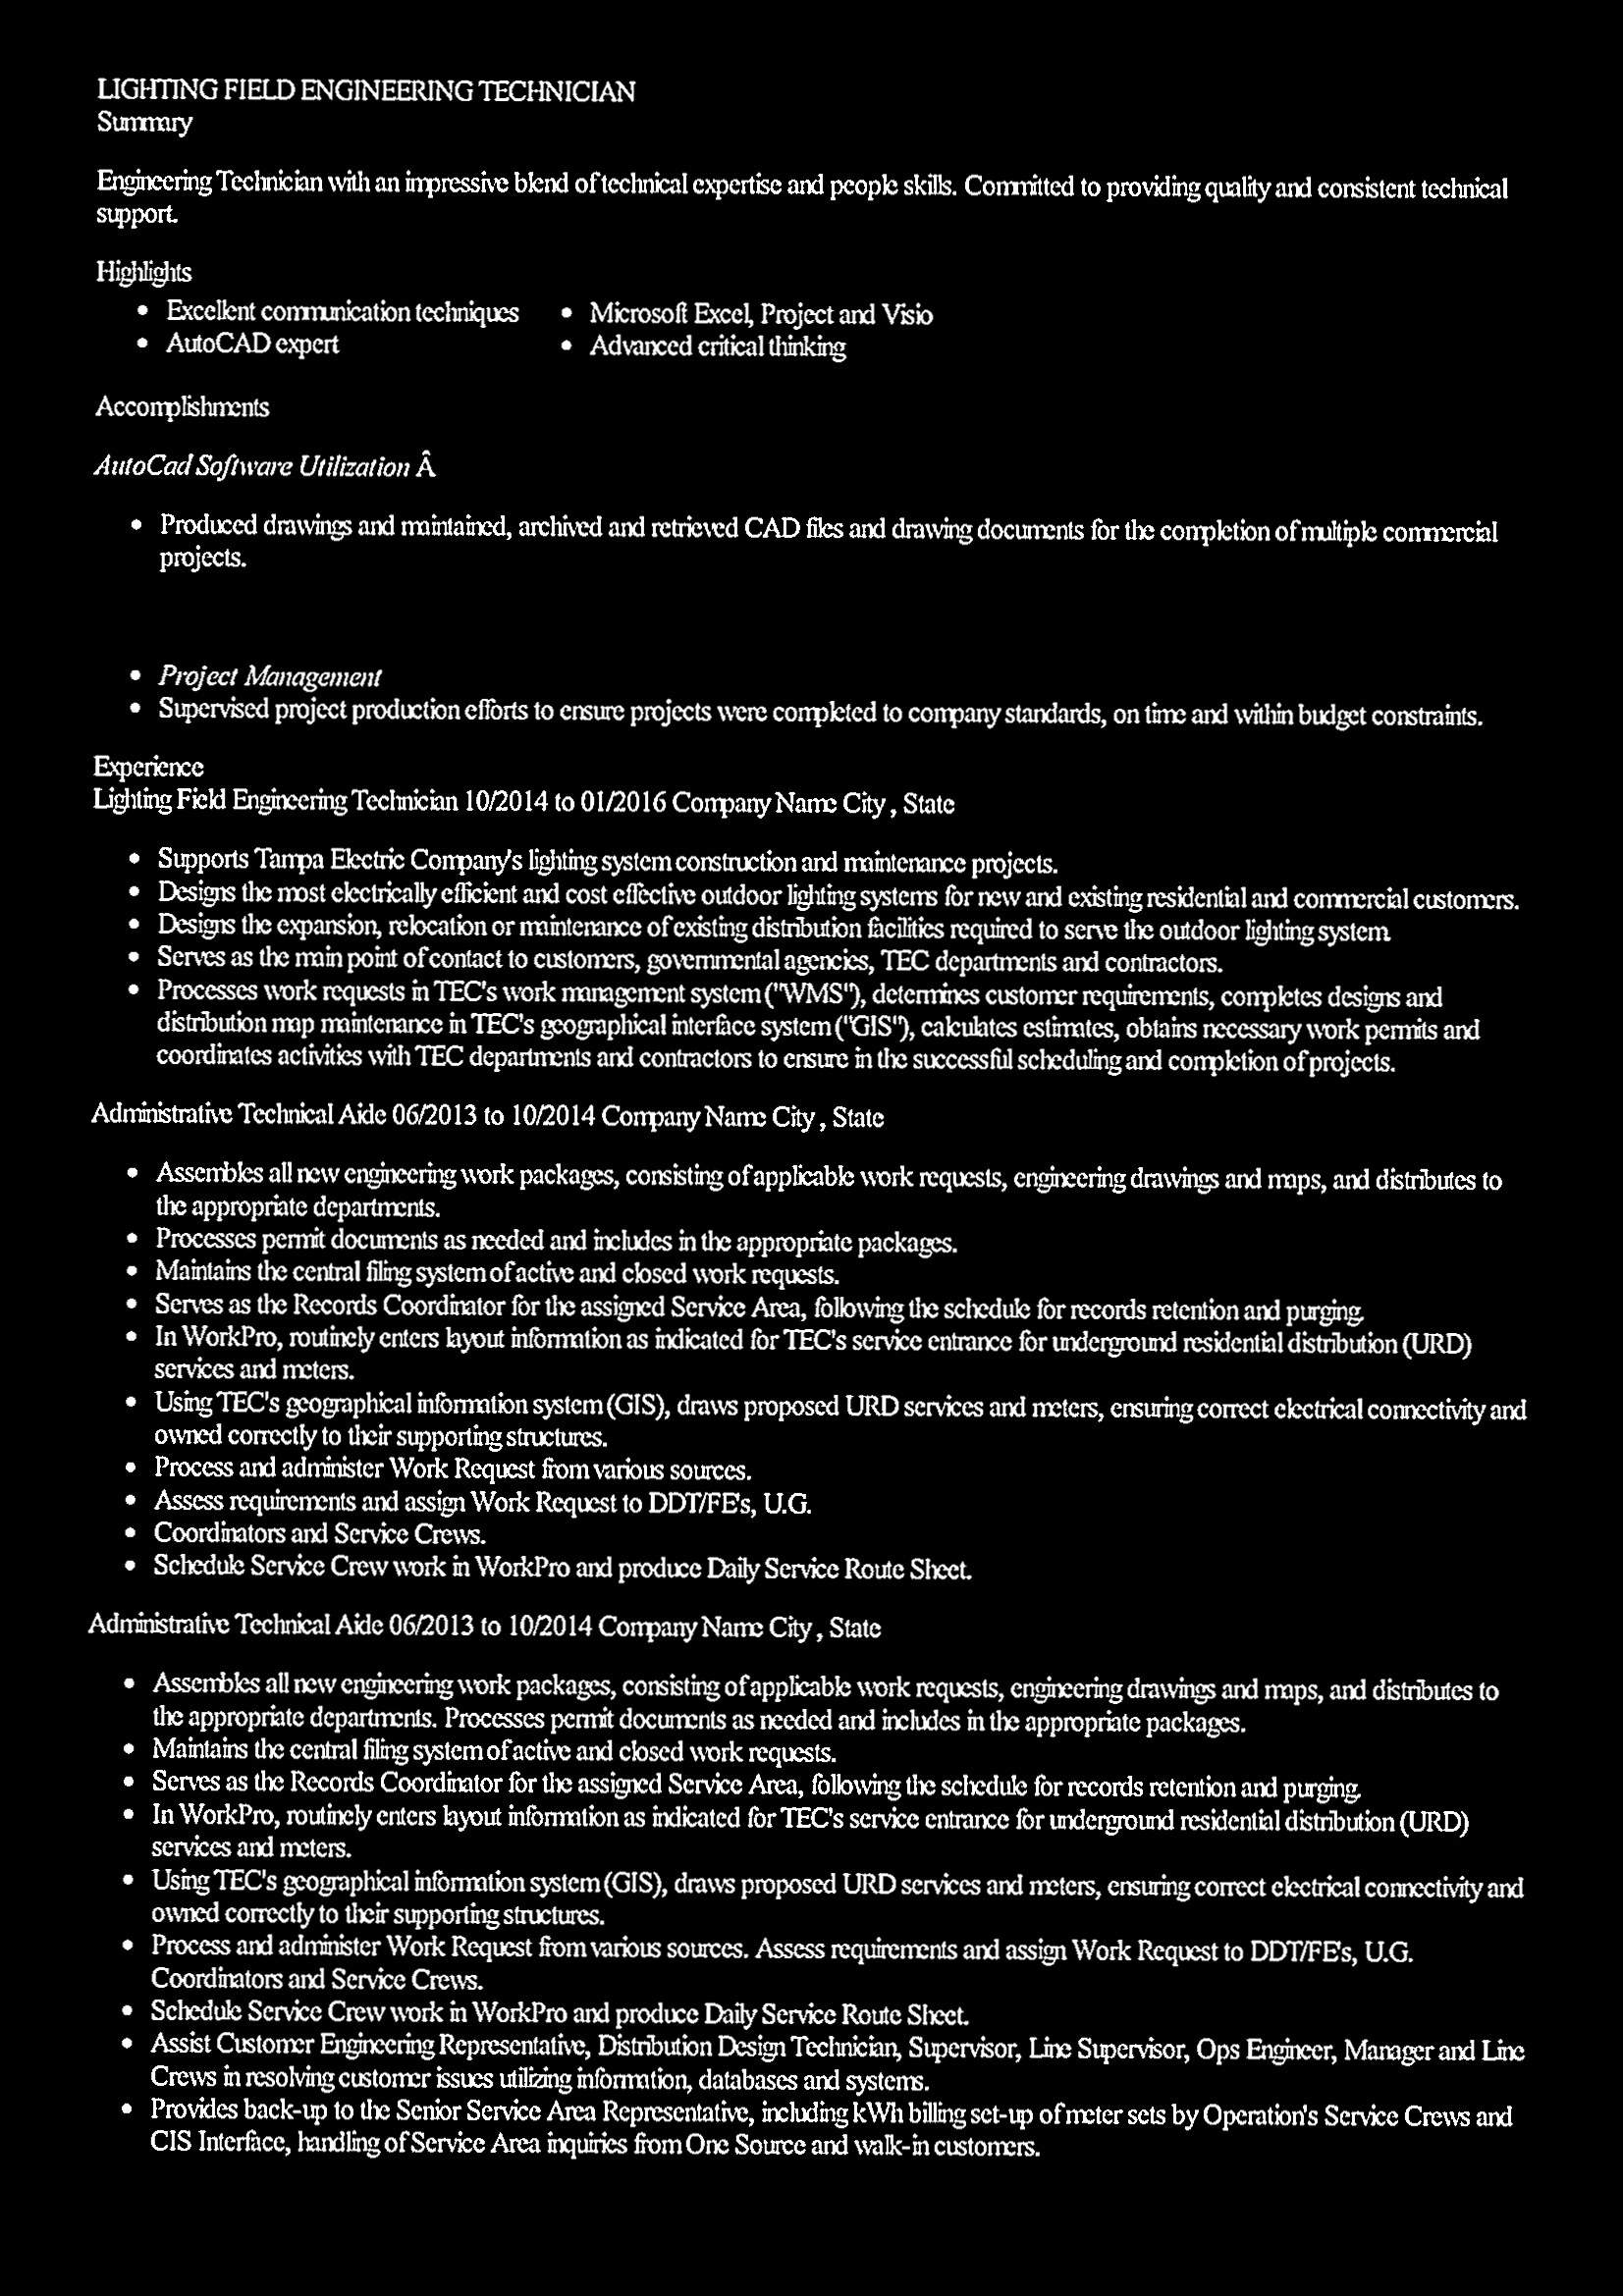 LIGHTING FIELD ENGINEERING TECHNICIAN
Summary
Engineering Technician with an impressive blend of technical expertise and people skills. Committed to providing quality and consistent technical
support.
Highlights
• Excellent communication techniques
• AutoCAD expert
• Microsoft Excel, Project and Visio
• Advanced critical thinking
Accomplishments
AutoCad Software Utilization Â
• Produced drawings and maintained, archived and retrieved CAD files and drawing documents for the completion of multiple commercial
projects.
• Project Management
• Supervised project production efforts to ensure projects were completed to company standards, on time and within budget constraints.
Experience
Lighting Field Engineering Technician 10/2014 to 01/2016 Company Name City , State
• Supports Tampa Electric Company's lighting system construction and maintenance projects.
• Designs the most electrically efficient and cost effective outdoor lighting systems for new and existing residential and commercial customers.
• Designs the expansion, relocation or maintenance of existing distribution facilities required to serve the outdoor lighting system.
• Serves as the main point of contact to customers, governmental agencies, TEC departments and contractors.
• Processes work requests in TEC's work management system ("WMS"), determines customer requirements, completes designs and
distribution map maintenance in TEC's geographical interface system ("GIS"), calculates estimates, obtains necessary work permits and
coordinates activities with TEC departments and contractors to ensure in the successful scheduling and completion of projects.
Administrative Technical Aide 06/2013 to 10/2014 Company Name City , State
• Assembles all new engineering work packages, consisting of applicable work requests, engineering drawings and maps, and distributes to
the appropriate departments.
• Processes permit documents as needed and includes in the appropriate packages.
• Maintains the central filing system of active and closed work requests.
• Serves as the Records Coordinator for the assigned Service Area, following the schedule for records retention and purging.
• In WorkPro, routinely enters layout information as indicated for TEC's service entrance for underground residential distribution (URD)
services and meters.
• Using TEC's geographical information system (GIS), draws proposed URD services and meters, ensuring correct electrical connectivity and
owned correctly to their supporting structures.
• Process and administer Work Request from various sources.
• Assess requirements and assign Work Request to DDT/FE's, U.G.
• Coordinators and Service Crews.
• Schedule Service Crew work in WorkPro and produce Daily Service Route Sheet.
Administrative Technical Aide 06/2013 to 10/2014 Company Name City , State
• Assembles all new engineering work packages, consisting of applicable work requests, engineering drawings and maps, and distributes to
the appropriate departments. Processes permit documents as needed and includes in the appropriate packages.
• Maintains the central filing system of active and closed work requests.
• Serves as the Records Coordinator for the assigned Service Area, following the schedule for records retention and purging.
• In WorkPro, routinely enters layout information as indicated for TEC's service entrance for underground residential distribution (URD)
services and meters.
• Using TEC's geographical information system (GIS), draws proposed URD services and meters, ensuring correct electrical connectivity and
owned correctly to their supporting structures.
• Process and administer Work Request from various sources. Assess requirements and assign Work Request to DDT/FE's, U.G.
Coordinators and Service Crews.
• Schedule Service Crew work in WorkPro and produce Daily Service Route Sheet.
• Assist Customer Engineering Representative, Distribution Design Technician, Supervisor, Line Supervisor, Ops Engineer, Manager and Line
Crews in resolving customer issues utilizing information, databases and systems.
• Provides back-up to the Senior Service Area Representative, including kWh billing set-up of meter sets by Operation's Service Crews and
CIS Interface, handling of Service Area inquiries from One Source and walk-in customers.